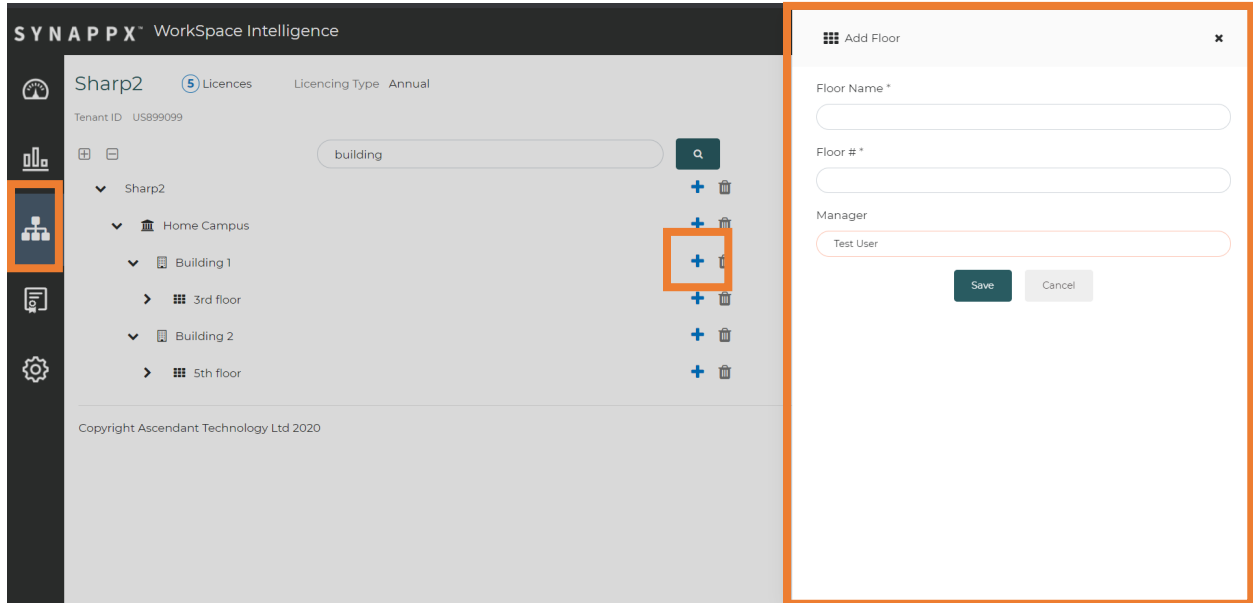 SYNAPPX™ WorkSpace Intelligence
Sharp2 5 Licences Licencing Type Annual
Tenant ID US899099
building
Sharp2
Home Campus
Building 1
3rd floor
Building 2
5th floor
Copyright Ascendant Technology Ltd 2020
Add Floor
Floor Name *
Floor # *
Manager
Test User
Save Cancel